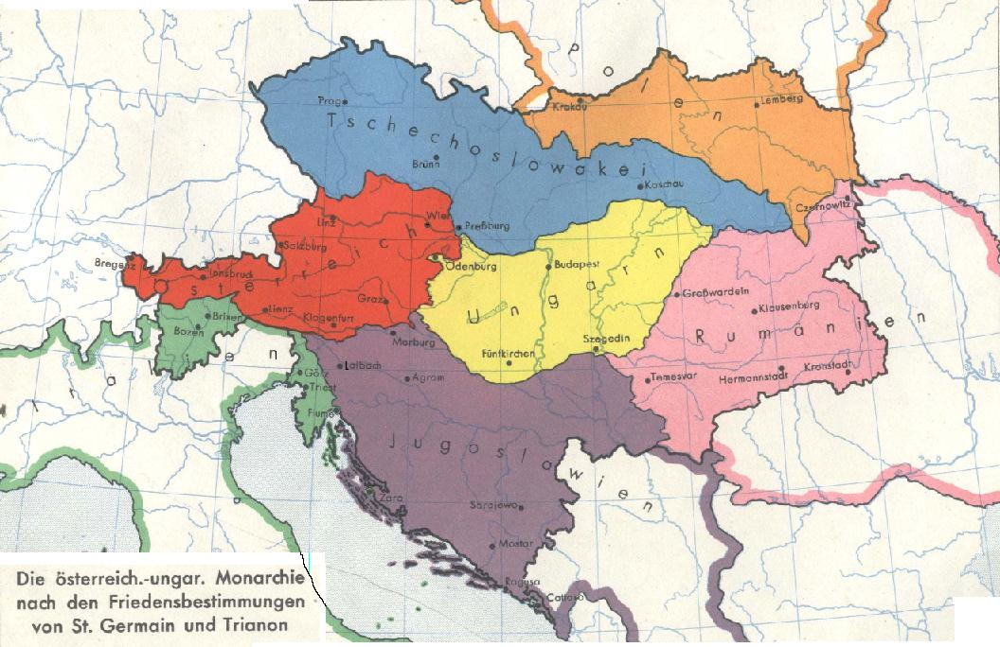 Polen
Krakau
Lemberg
Prag
Tschechoslowakei
Brünn
Kaschau
Czernowitz
Linz
Wien
Preßburg
Salzburg
Österreich
Bregenz
Innsbruck
Ödenburg
Budapest
Ungarn
Graz
Großwardein
Klausenburg
Rumänien
Brixen
Lienz
Klagenfurt
Bozen
Marburg
Szegedin
Fünfkirchen
Laibach
Agram
Temesvar
Hermannstadt
Kronstadt
Italien
Görz
Triest
Fiume
Jugoslawien
Zara
Sarajewo
Mostar
Ragusa
Cattaro
Die österreich.-ungar. Monarchie
nach den Friedensbestimmungen
von St. Germain und Trianon